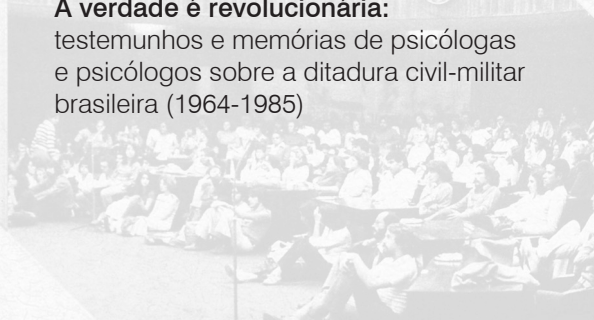 A verdade é revolucionária:
testemunhos e memórias de psicólogas
e psicólogos sobre a ditadura civil-militar
brasileira (1964-1985)